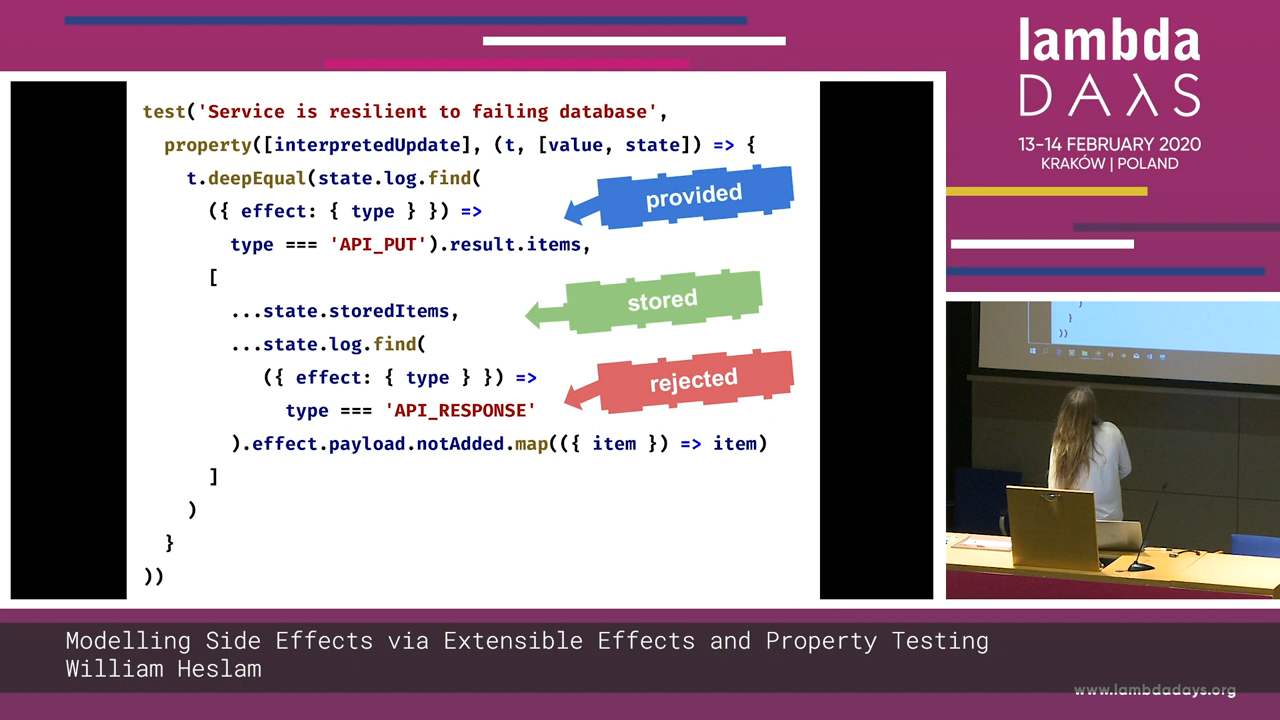 lambda
DAYS
13-14 FEBRUARY 2020
KRAKÓW | POLAND
test('Service is resilient to failing database',
property([interpretedUpdate], (t, [value, state]) => {
t.deepEqual(state.log.find(
({ effect: { type } }) =>
type === 'API_PUT').result.items,
[
...state.storedItems,
...state.log.find(
({ effect: { type } }) =>
type === 'API_RESPONSE'
).effect.payload.notAdded.map(({ item }) => item)
]
)
}
))
provided
stored
rejected
}
}
))
Modelling Side Effects via Extensible Effects and Property Testing
William Heslam
www.lambdadays.org